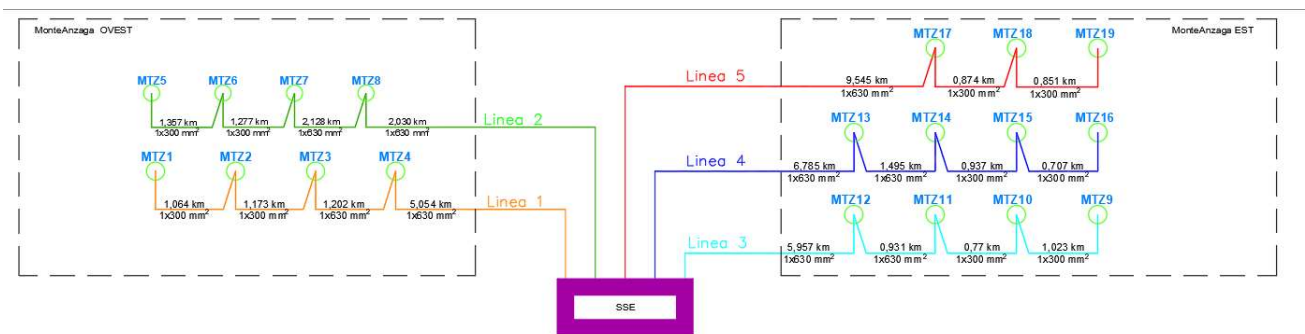 MonteAnzaga OVEST
MTZ5 MTZ6 MTZ7 MTZ8
1,357 km 1,277 km 2,128 km 2,030 km
1x300 mm² 1x300 mm² 1x630 mm² 1x630 mm²
Linea 2
MTZ1 MTZ2 MTZ3 MTZ4
1,064 km 1,173 km 1,202 km 5,054 km
1x300 mm² 1x300 mm² 1x630 mm² 1x630 mm²
Linea 1
MonteAnzaga EST
MTZ17 MTZ18 MTZ19
Linea 5
9,545 km 0,874 km 0,851 km
1x630 mm² 1x300 mm² 1x300 mm²
MTZ13 MTZ14 MTZ15 MTZ16
Linea 4
6,785 km 1,495 km 0,937 km 0,707 km
1x630 mm² 1x630 mm² 1x300 mm² 1x300 mm²
MTZ12 MTZ11 MTZ10 MTZ9
Linea 3
5,957 km 0,931 km 0,77 km 1,023 km
1x630 mm² 1x630 mm² 1x300 mm² 1x300 mm²
SSE